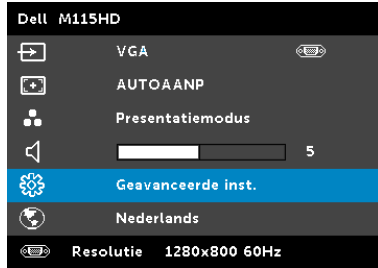 Dell M115HD
VGA
AUTOAANP
Presentatiemodus
5
Geavanceerde inst.
Nederlands
Resolutie 1280x800 60Hz